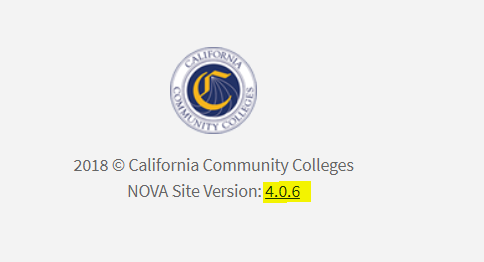 CALIFORNIA
COMMUNITY COLLEGES
2018 © California Community Colleges
NOVA Site Version: 4.0.6